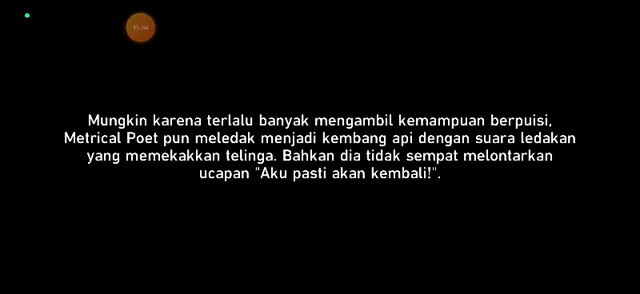 Mungkin karena terlalu banyak mengambil kemampuan berpuisi,
Metrical Poet pun meledak menjadi kembang api dengan suara ledakan
yang memekakkan telinga. Bahkan dia tidak sempat melontarkan
ucapan "Aku pasti akan kembali!".